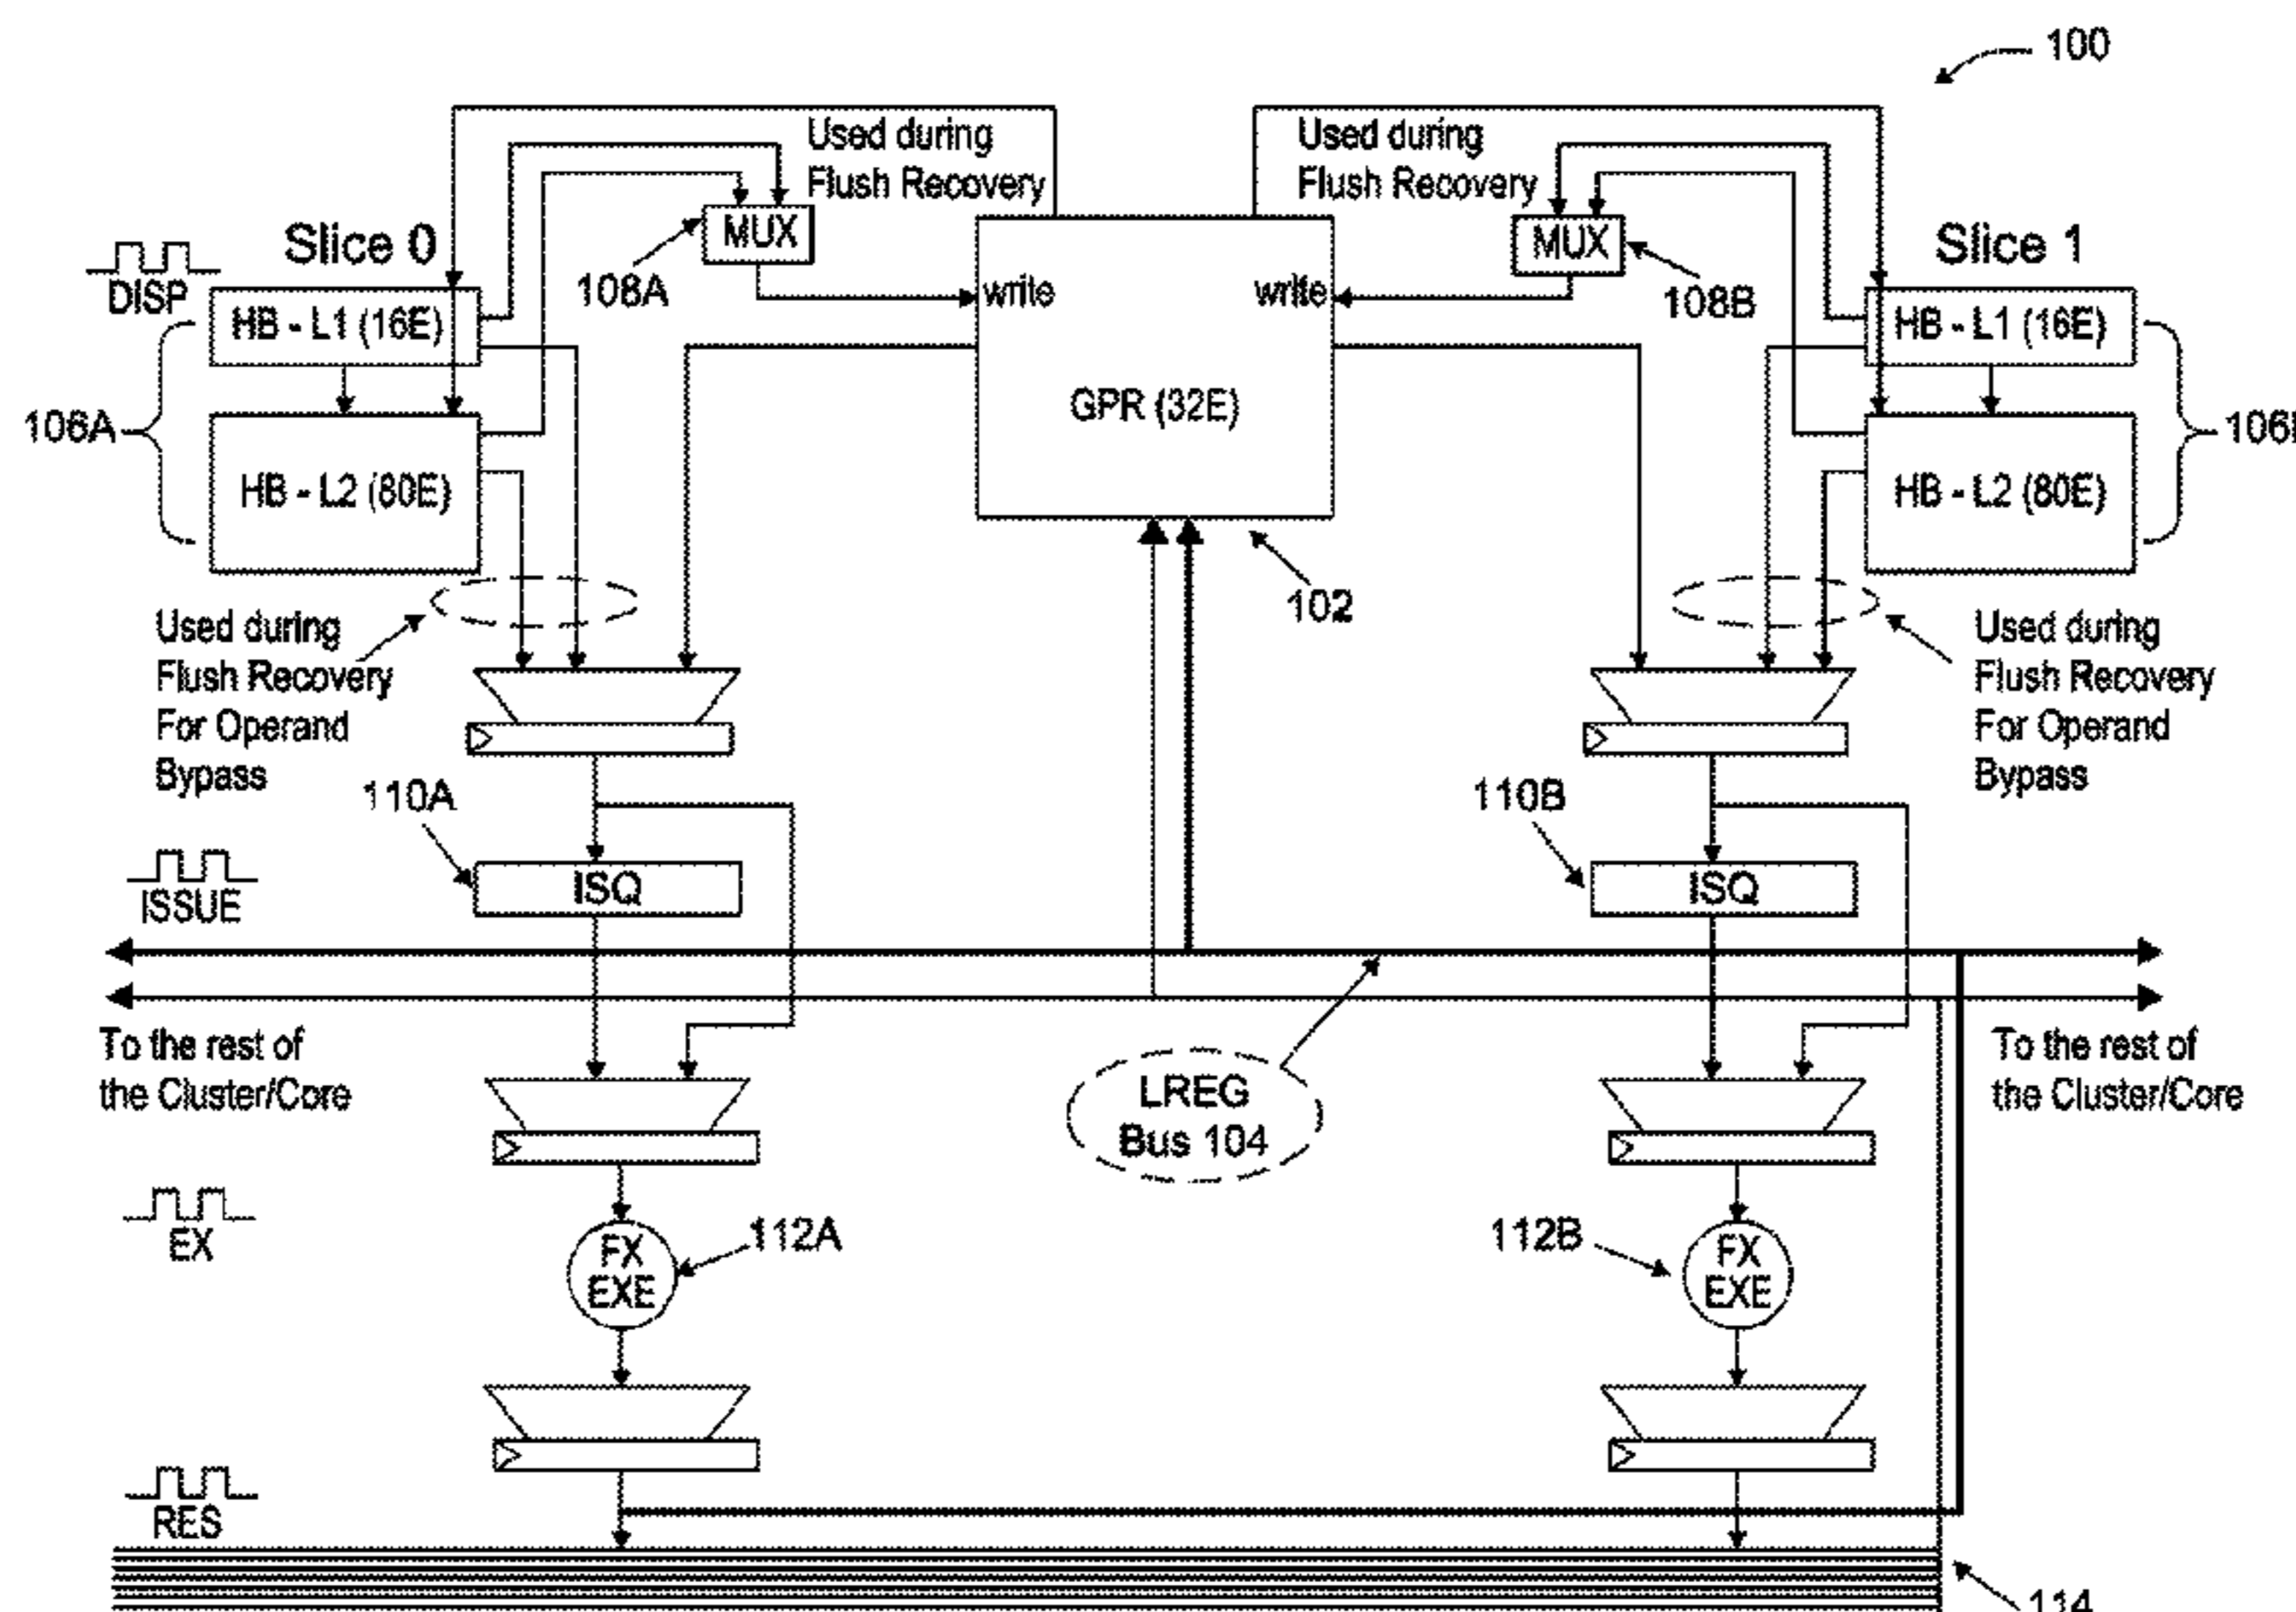 100
Used during
Flush Recovery
Used during
Flush Recovery
Slice 0
MUX
MUX
Slice 1
DISP
108A
write
write
108B
HB - L1 (16E)
HB - L1 (16E)
106A
GPR (32E)
HB - L2 (80E)
HB - L2 (80E)
102
Used during
Flush Recovery
For Operand
Bypass
Used during
Flush Recovery
For Operand
Bypass
110A
110B
ISSUE
ISQ
ISQ
To the rest of
the Cluster/Core
To the rest of
the Cluster/Core
LREG
Bus 104
EX
FX
EXE
112A
112B
FX
EXE
RES
114